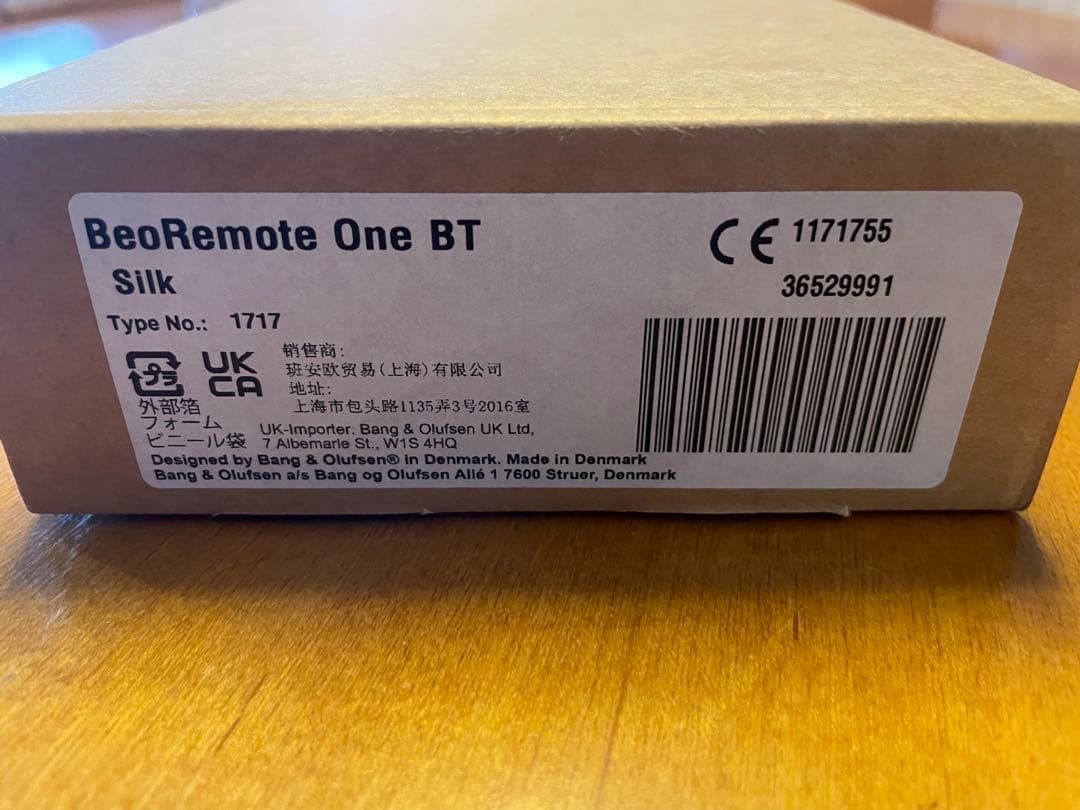 BeoRemote One BT
Silk
Type No.: 1717
CE 1171755
36529991
プラ
UK
CA
外部箔
フォーム
ビニール袋
销售商:
班安欧贸易(上海)有限公司
地址:
上海市包头路1135弄3号2016室
UK-Importer: Bang & Olufsen UK Ltd,
7 Albemarle St., W1S 4HQ
Designed by Bang & Olufsen® in Denmark. Made in Denmark
Bang & Olufsen a/s Bang og Olufsen Allé 1 7600 Struer, Denmark